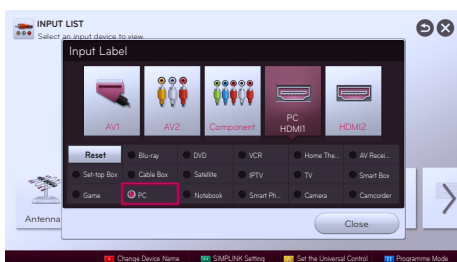 INPUT LIST
Select an input device to view.
Input Label
AV1
AV2
Component
PC
HDMI1
HDMI2
Reset
Blu-ray
DVD
VCR
Home The...
AV Recei...
Set-top Box
Cable Box
Satellite
IPTV
TV
Smart Box
Game
PC
Notebook
Smart Ph...
Camera
Camcorder
Antenna
Close
Change Device Name
SIMPLINK Setting
Set the Universal Control
Programme Mode